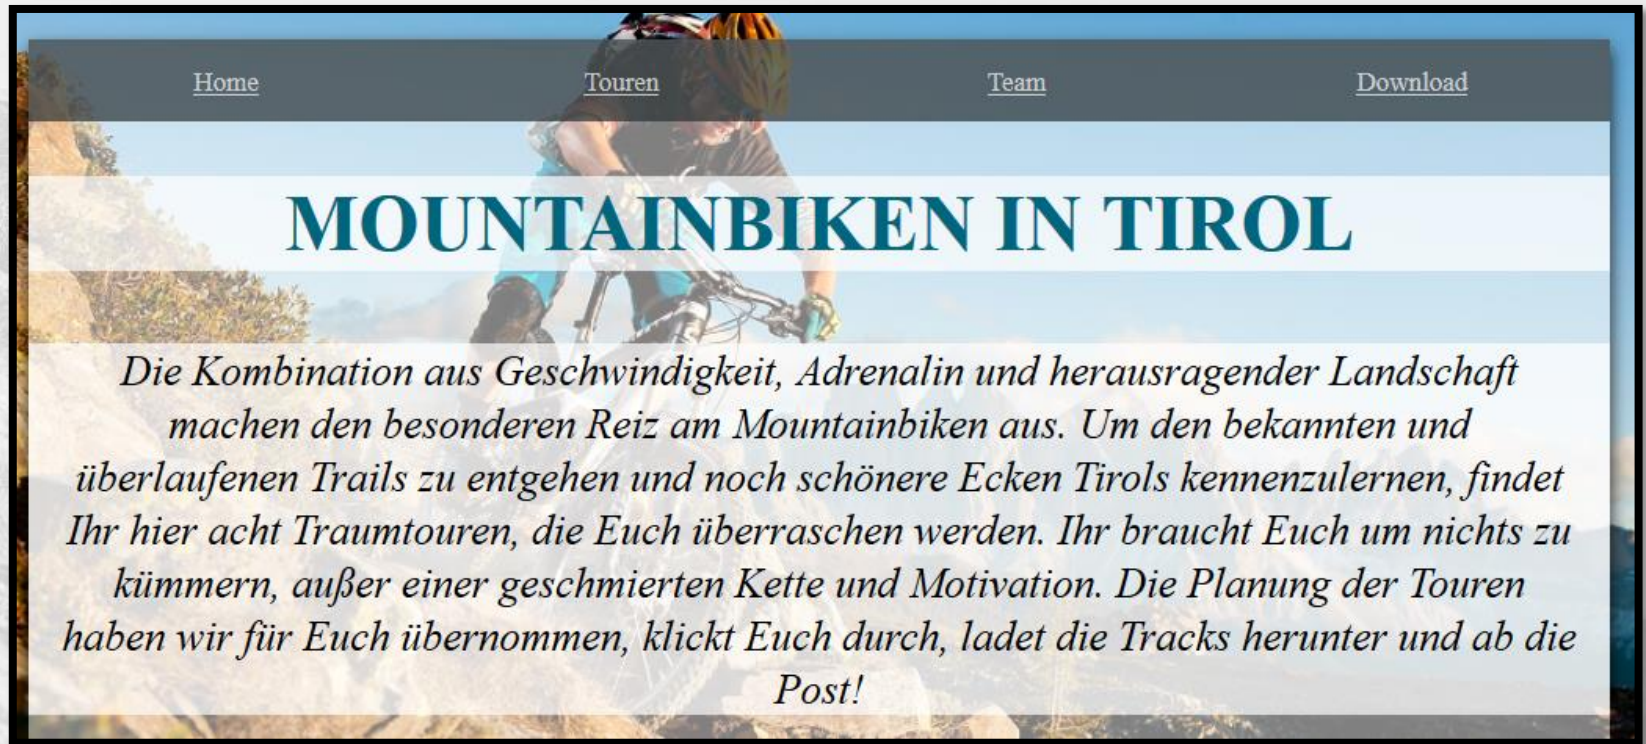 Home Touren Team Download
MOUNTAINBIKEN IN TIROL
Die Kombination aus Geschwindigkeit, Adrenalin und herausragender Landschaft
machen den besonderen Reiz am Mountainbiken aus. Um den bekannten und
überlaufenen Trails zu entgehen und noch schönere Ecken Tirols kennenzulernen, findet
Ihr hier acht Traumtouren, die Euch überraschen werden. Ihr braucht Euch um nichts zu
kümmern, außer einer geschmierten Kette und Motivation. Die Planung der Touren
haben wir für Euch übernommen, klickt Euch durch, ladet die Tracks herunter und ab die
Post!